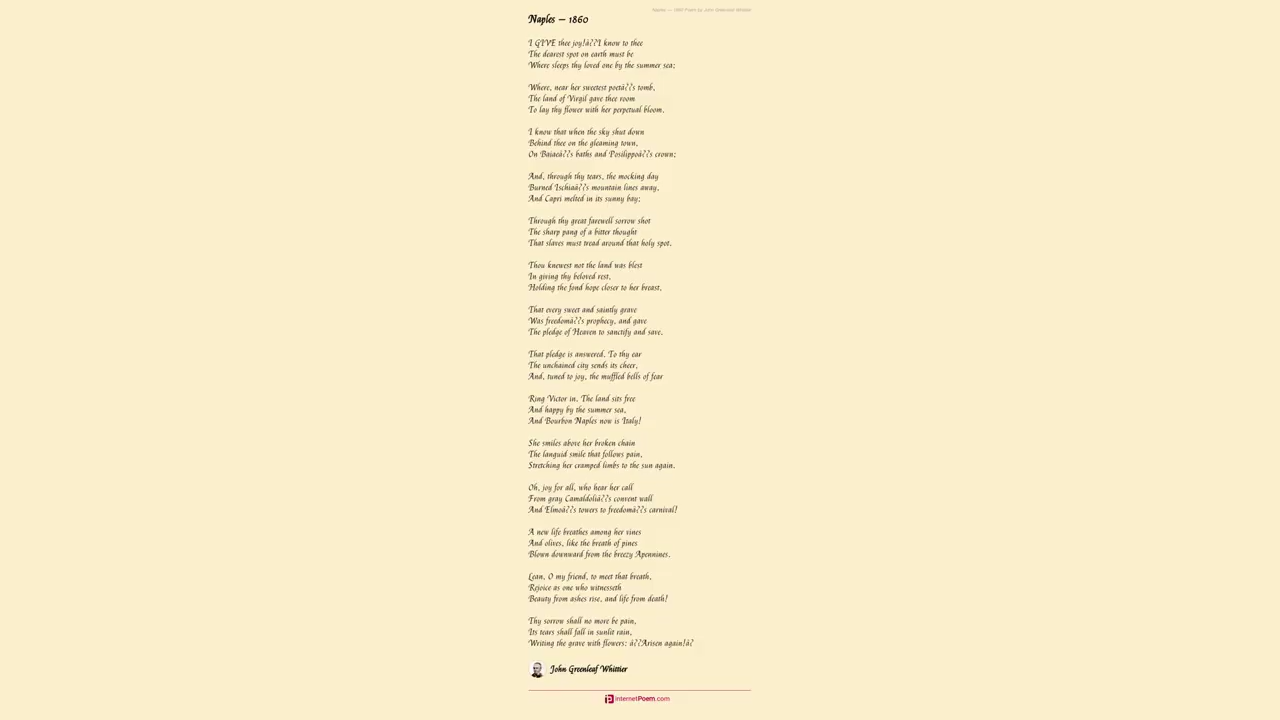 Naples — 1860 Poem by John Greenleaf Whittier
Naples – 1860
I GIVE thee joy!â??I know to thee
The dearest spot on earth must be
Where sleeps thy loved one by the summer sea;
Where, near her sweetest poetâ??s tomb,
The land of Virgil gave thee room
To lay thy flower with her perpetual bloom.
I know that when the sky shut down
Behind thee on the gleaming town,
On Baiaeâ??s baths and Posilippoâ??s crown;
And, through thy tears, the mocking day
Burned Ischiaâ??s mountain lines away,
And Capri melted in its sunny bay;
Through thy great farewell sorrow shot
The sharp pang of a bitter thought
That slaves must tread around that holy spot.
Thou knewest not the land was blest
In giving thy beloved rest,
Holding the fond hope closer to her breast,
That every sweet and saintly grave
Was freedomâ??s prophecy, and gave
The pledge of Heaven to sanctify and save.
That pledge is answered. To thy ear
The unchained city sends its cheer,
And, tuned to joy, the muffled bells of fear
Ring Victor in. The land sits free
And happy by the summer sea,
And Bourbon Naples now is Italy!
She smiles above her broken chain
The languid smile that follows pain,
Stretching her cramped limbs to the sun again.
Oh, joy for all, who hear her call
From gray Camaldoliâ??s convent wall
And Elmoâ??s towers to freedomâ??s carnival!
A new life breathes among her vines
And olives, like the breath of pines
Blown downward from the breezy Apennines.
Lean, O my friend, to meet that breath,
Rejoice as one who witnesseth
Beauty from ashes rise, and life from death!
Thy sorrow shall no more be pain,
Its tears shall fall in sunlit rain,
Writing the grave with flowers: â??Arisen again!â?
John Greenleaf Whittier
InternetPoem.com